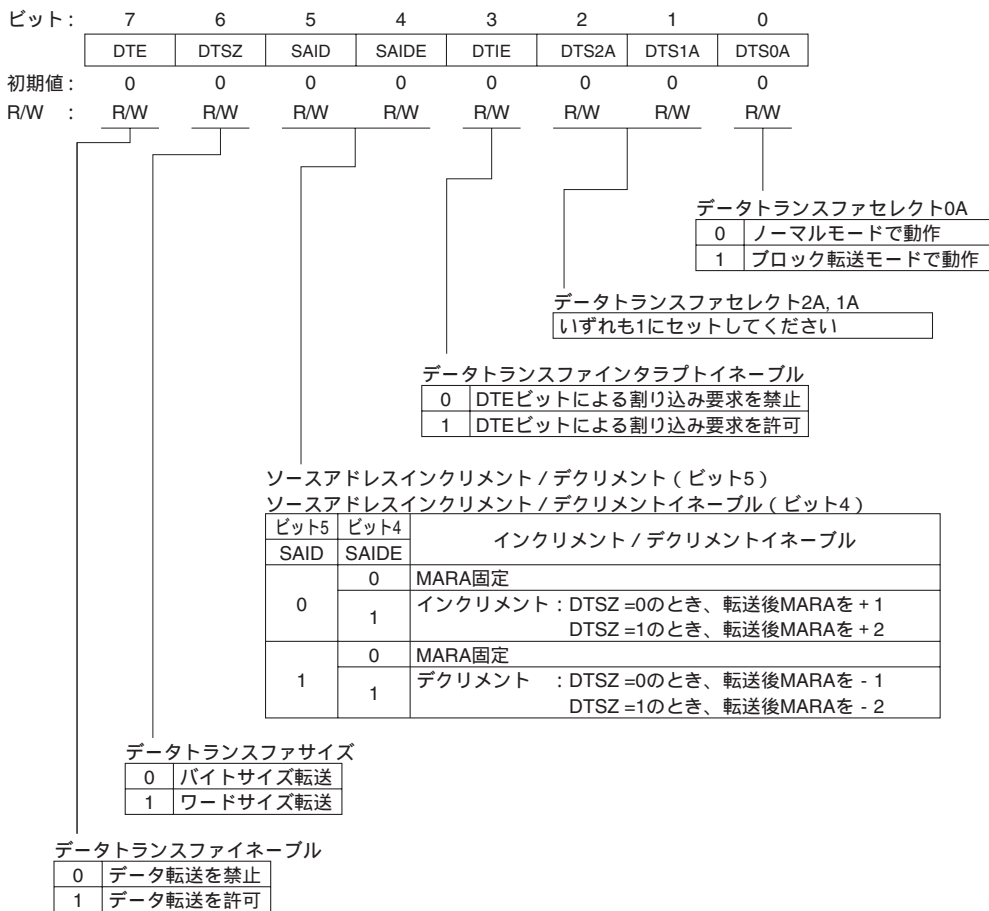 ビット： 7 6 5 4 3 2 1 0
DTE DTSZ SAID SAIDE DTIE DTS2A DTS1A DTS0A
初期値： 0 0 0 0 0 0 0 0
R/W ： R/W R/W R/W R/W R/W R/W R/W R/W
データトランスファセレクト0A
0 ノーマルモードで動作
1 ブロック転送モードで動作
データトランスファセレクト2A, 1A
いずれも1にセットしてください
データトランスファインタラプトイネーブル
0 DTEビットによる割り込み要求を禁止
1 DTEビットによる割り込み要求を許可
ソースアドレスインクリメント / デクリメント（ビット5）
ソースアドレスインクリメント / デクリメントイネーブル（ビット4）
ビット5 ビット4 インクリメント / デクリメントイネーブル
SAID SAIDE
0 0 MARA固定
1 インクリメント：DTSZ =0のとき、転送後MARAを + 1
DTSZ =1のとき、転送後MARAを + 2
1 0 MARA固定
1 デクリメント ：DTSZ =0のとき、転送後MARAを - 1
DTSZ =1のとき、転送後MARAを - 2
データトランスファサイズ
0 バイトサイズ転送
1 ワードサイズ転送
データトランスファイネーブル
0 データ転送を禁止
1 データ転送を許可